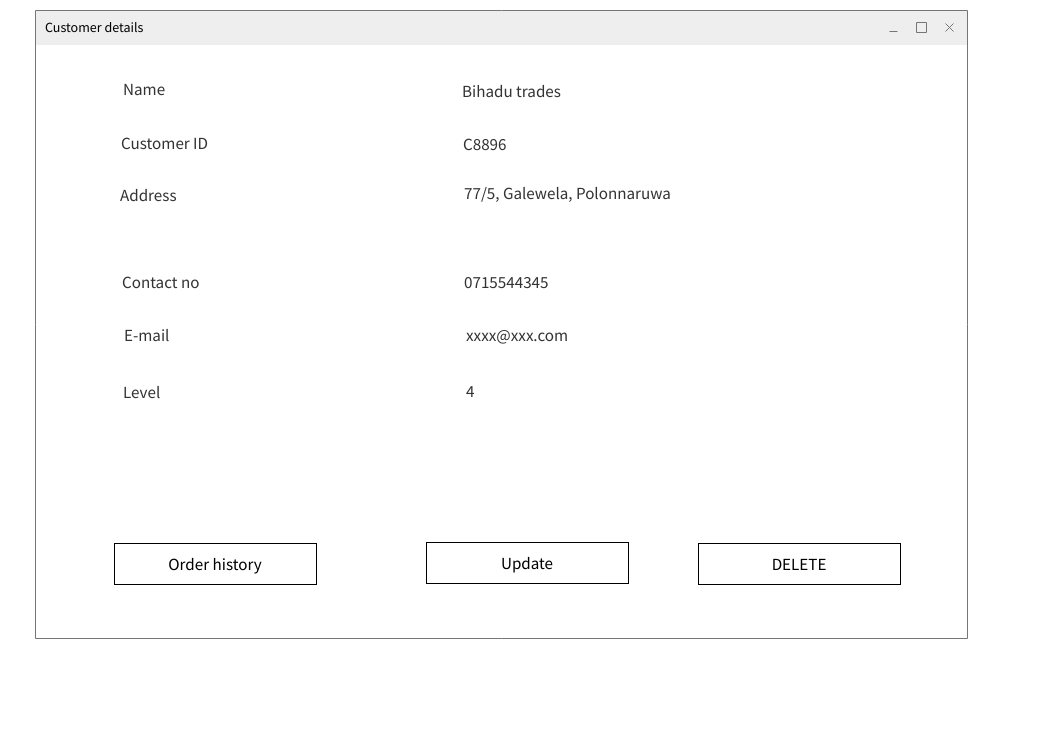 Customer details
Name Bihadu trades
Customer ID C8896
Address 77/5, Galewela, Polonnaruwa
Contact no 0715544345
E-mail xxxx@xxx.com
Level 4
Order history Update DELETE